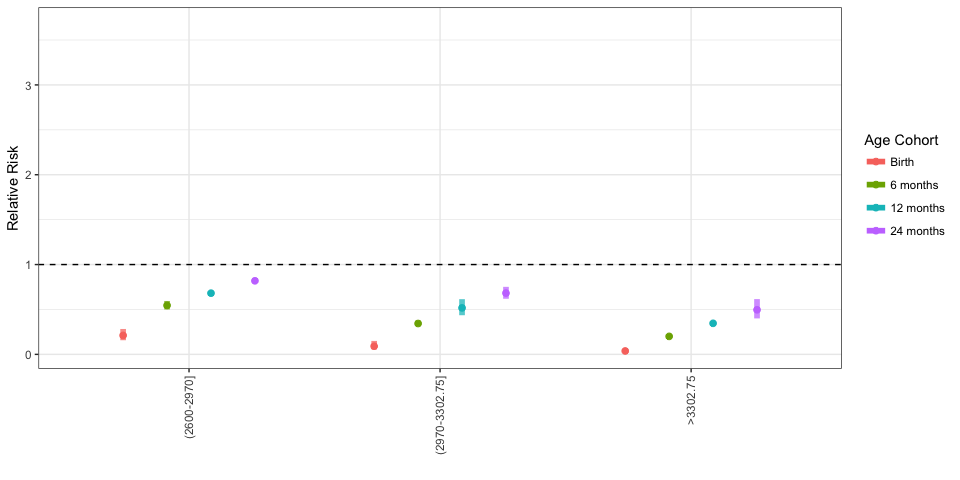 Relative Risk
3
2
1
0
(2600-2970]
(2970-3302.75]
>3302.75
Age Cohort
Birth
6 months
12 months
24 months